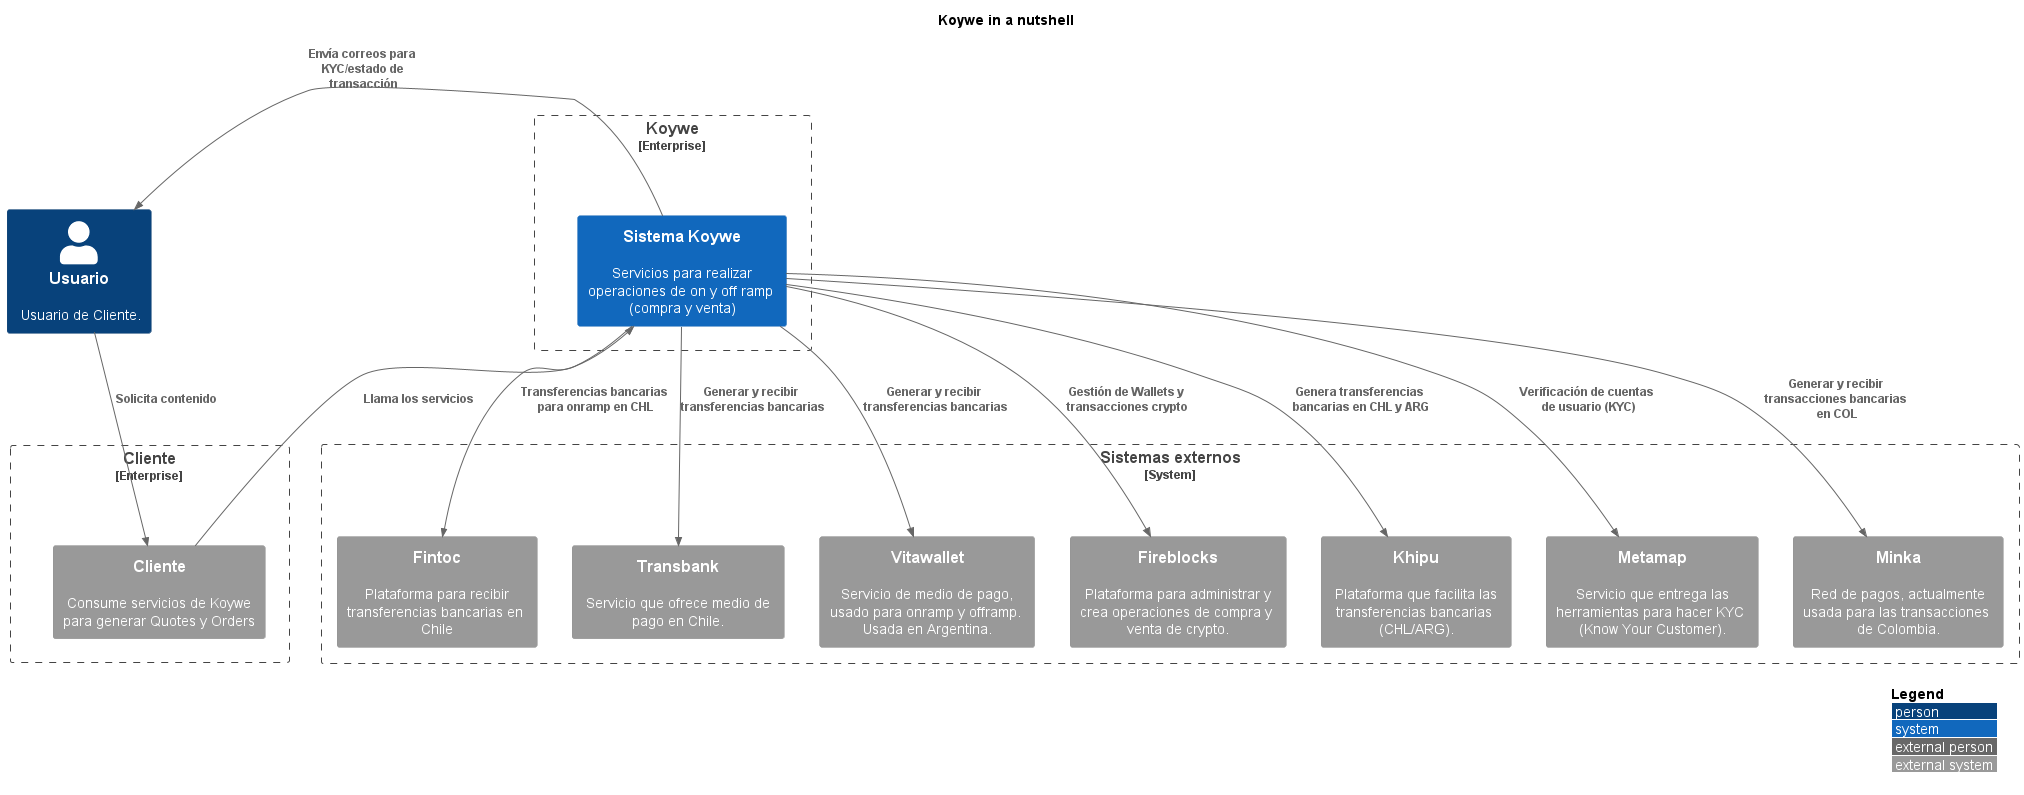 Koywe in a nutshell
Envía correos para
KYC/estado de
transacción
Koywe
[Enterprise]
Usuario
Usuario de Cliente.
Sistema Koywe
Servicios para realizar
operaciones de on y off ramp
(compra y venta)
Solicita contenido
Llama los servicios
Transferencias bancarias
para onramp en CHL
Generar y recibir
transferencias bancarias
Generar y recibir
transferencias bancarias
Gestión de Wallets y
transacciones crypto
Genera transferencias
bancarias en CHL y ARG
Verificación de cuentas
de usuario (KYC)
Generar y recibir
transacciones bancarias
en COL
Cliente
[Enterprise]
Sistemas externos
[System]
Cliente
Consume servicios de Koywe
para generar Quotes y Orders
Fintoc
Plataforma para recibir
transferencias bancarias en
Chile
Transbank
Servicio que ofrece medio de
pago en Chile.
Vitawallet
Servicio de medio de pago,
usado para onramp y offramp.
Usada en Argentina.
Fireblocks
Plataforma para administrar y
crea operaciones de compra y
venta de crypto.
Khipu
Plataforma que facilita las
transferencias bancarias
(CHL/ARG).
Metamap
Servicio que entrega las
herramientas para hacer KYC
(Know Your Customer).
Minka
Red de pagos, actualmente
usada para las transacciones
de Colombia.
Legend
person
system
external person
external system